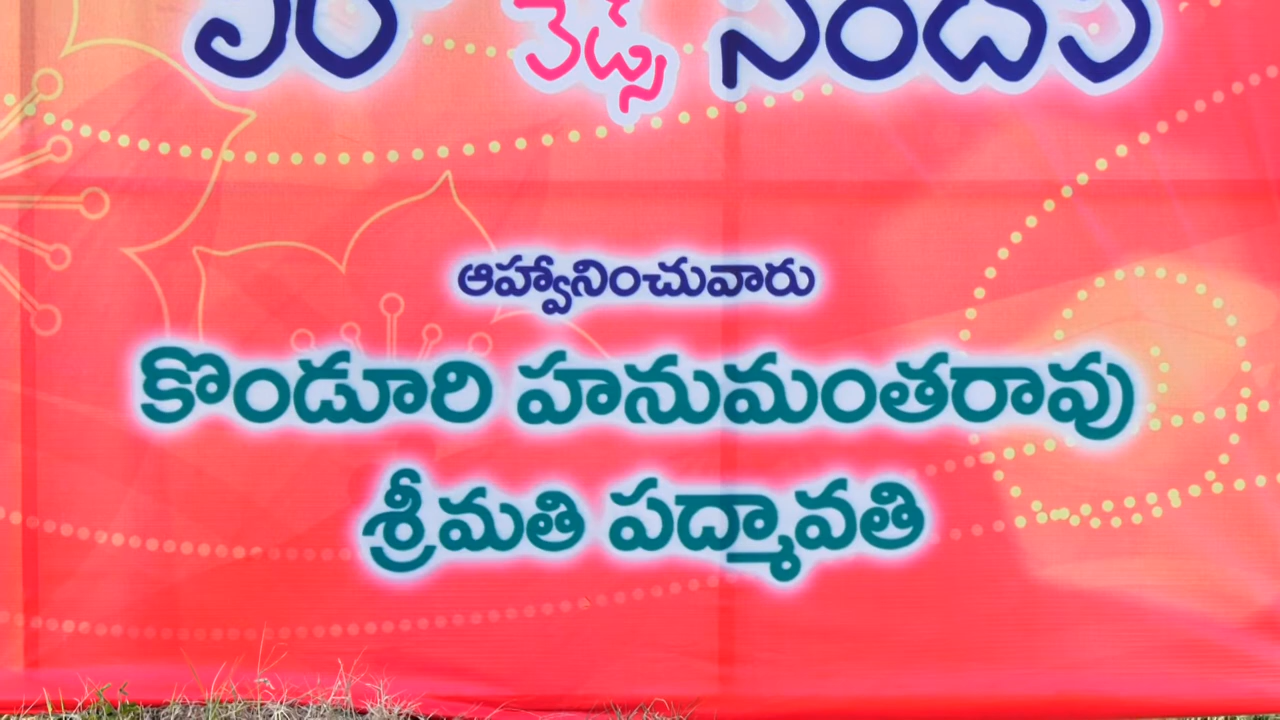 వెడ్స్
ఆహ్వానించువారు
కొండూరి హనుమంతరావు
శ్రీమతి పద్మావతి